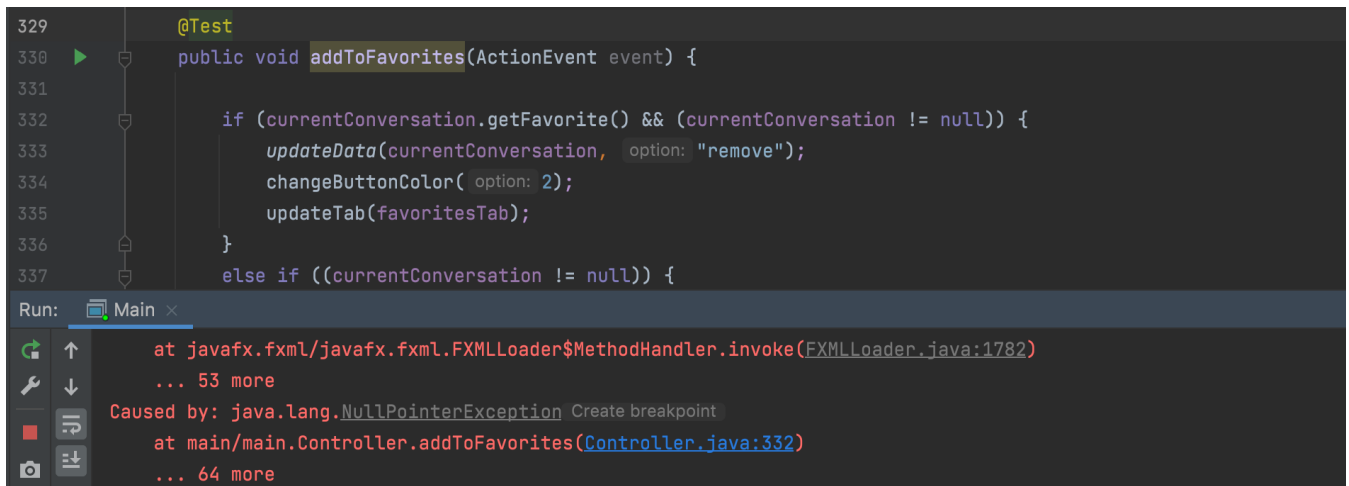 329 @Test
330 public void addToFavorites(ActionEvent event) {
331
332 if (currentConversation.getFavorite() && (currentConversation != null)) {
333 updateData(currentConversation, option: "remove");
334 changeButtonColor( option: 2);
335 updateTab(favoritesTab);
336 }
337 else if ((currentConversation != null)) {
Run: Main ×
at javafx.fxml/javafx.fxml.FXMLLoader$MethodHandler.invoke(FXMLLoader.java:1782)
... 53 more
Caused by: java.lang.NullPointerException Create breakpoint
at main/main.Controller.addToFavorites(Controller.java:332)
... 64 more